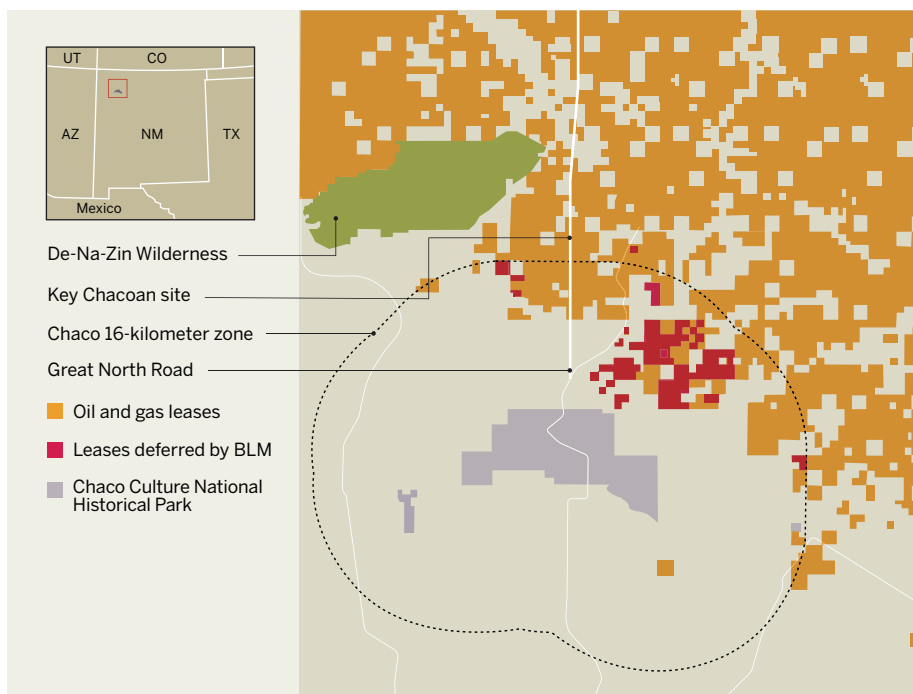 UT
CO
AZ
NM
TX
Mexico
De-Na-Zin Wilderness
Key Chacoan site
Chaco 16-kilometer zone
Great North Road
Oil and gas leases
Leases deferred by BLM
Chaco Culture National
Historical Park